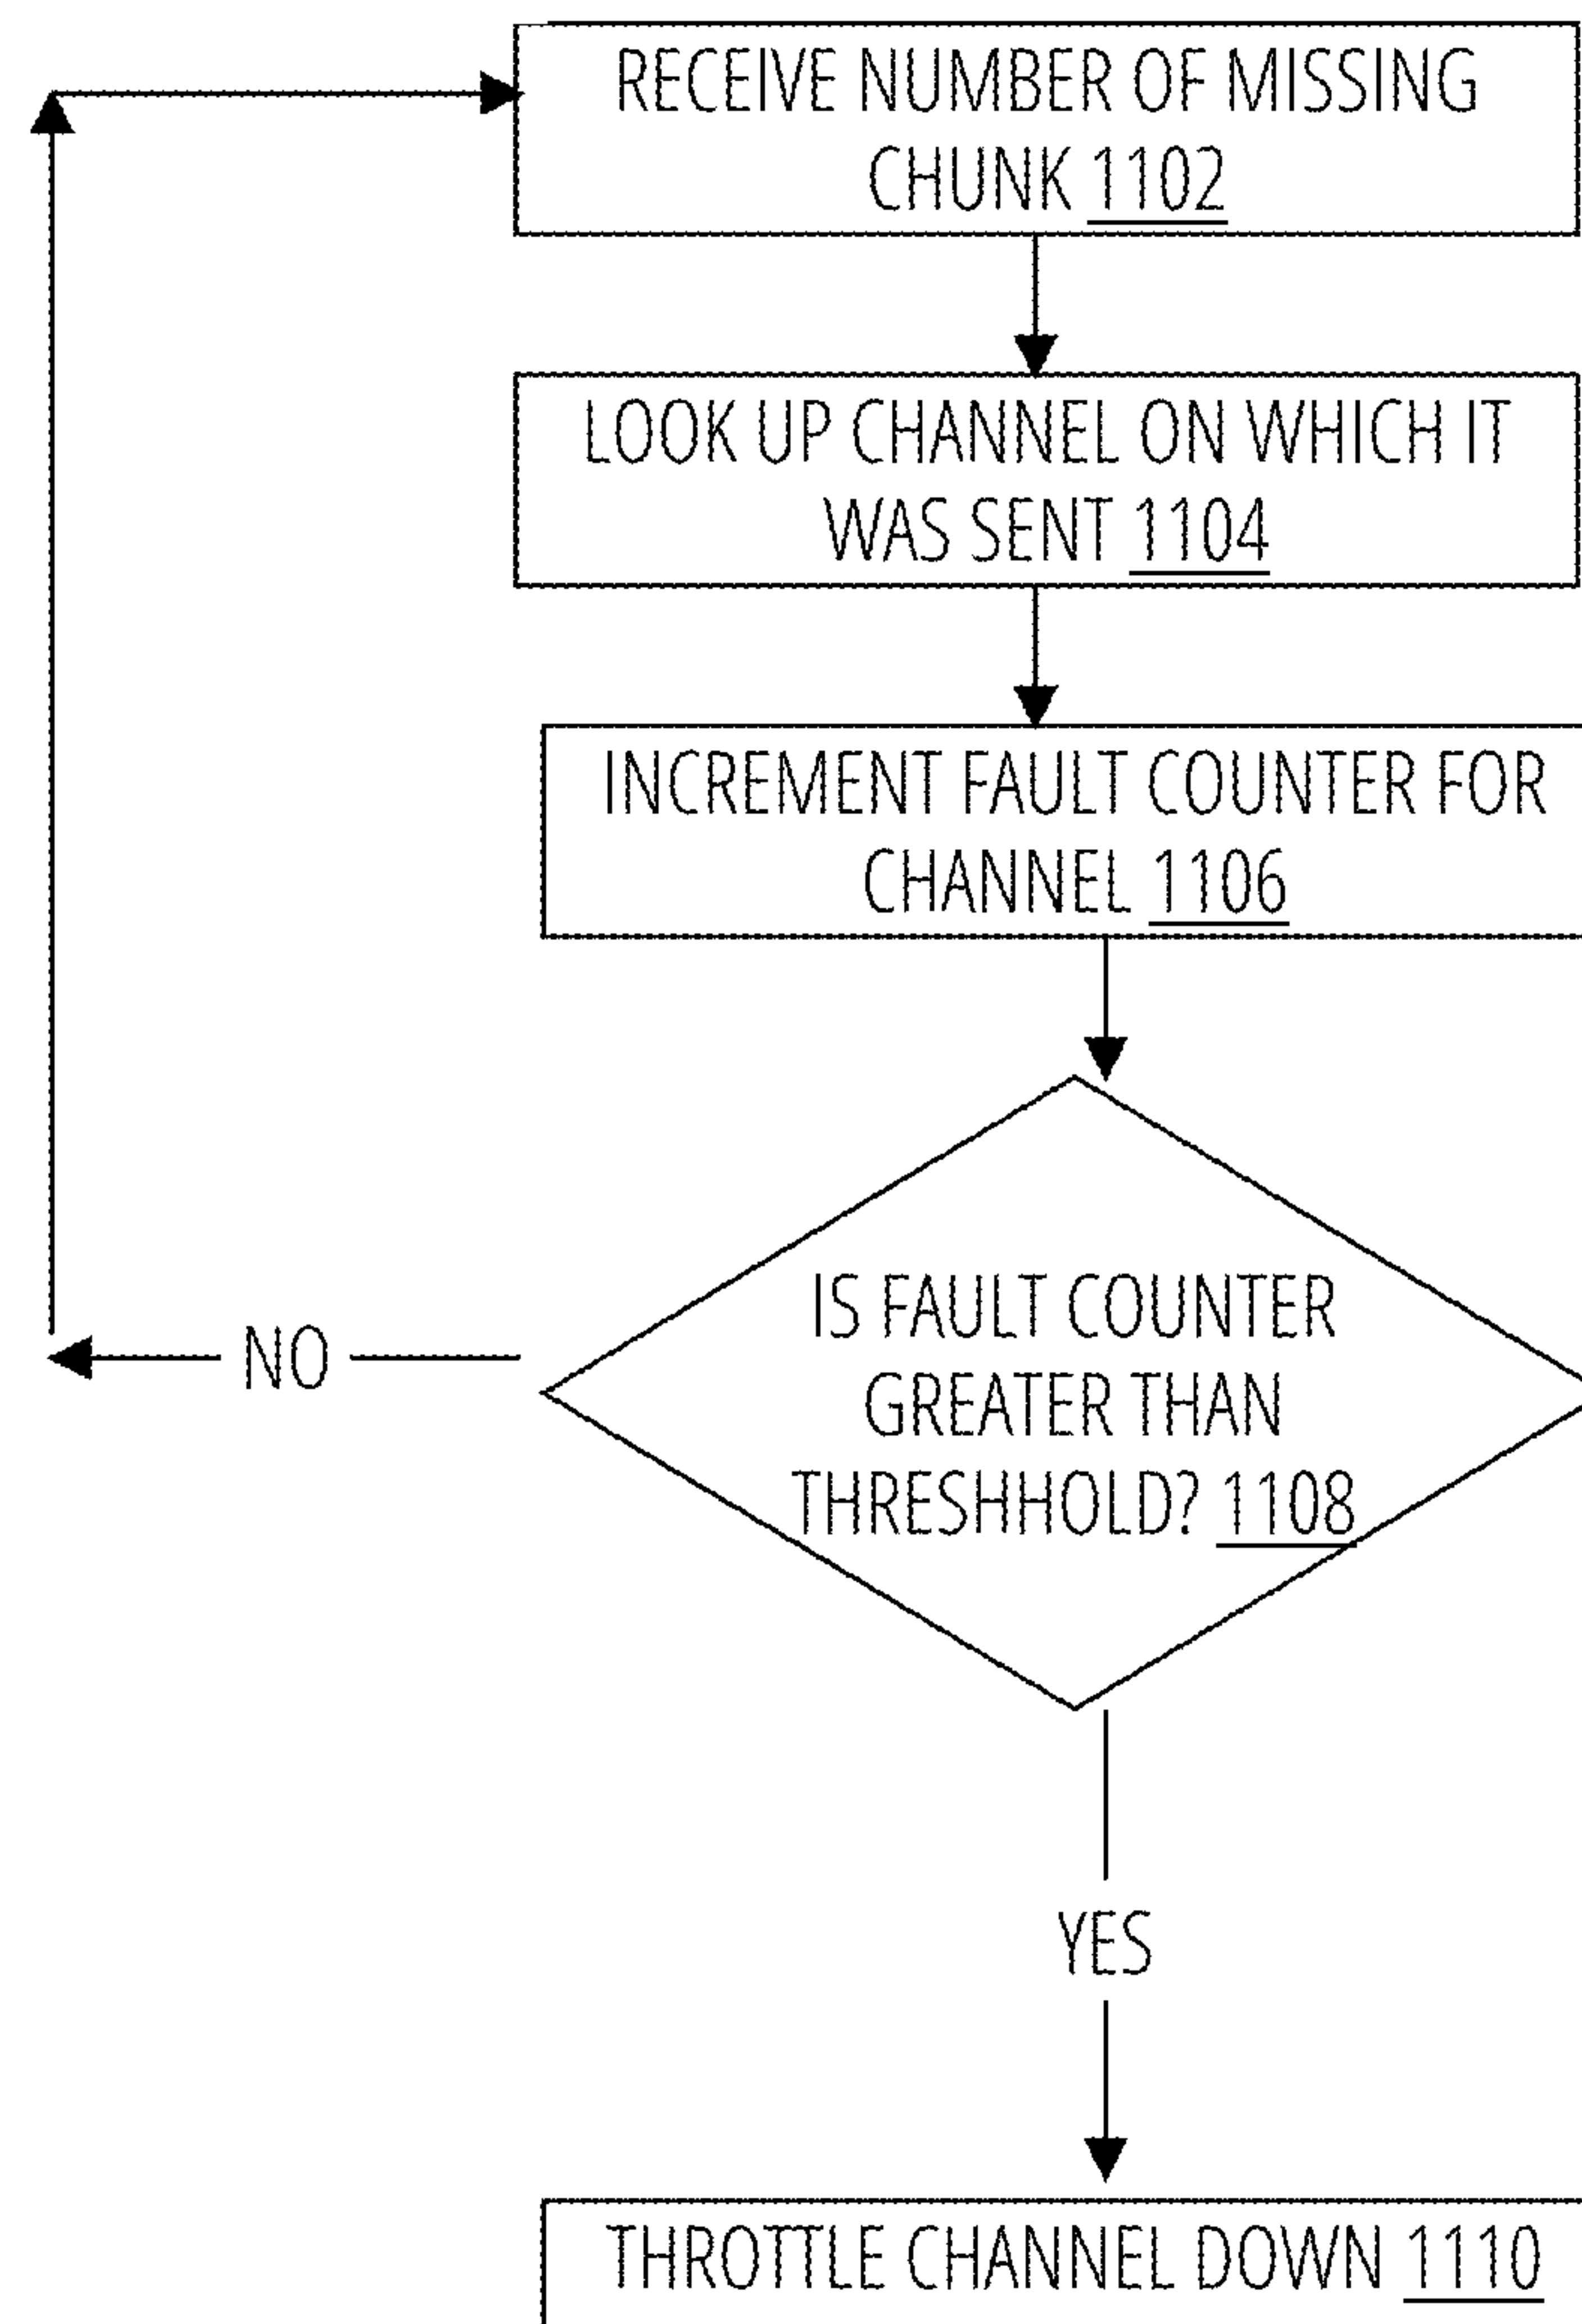 RECEIVE NUMBER OF MISSING
CHUNK 1102
LOOK UP CHANNEL ON WHICH IT
WAS SENT 1104
INCREMENT FAULT COUNTER FOR
CHANNEL 1106
IS FAULT COUNTER
GREATER THAN
THRESHHOLD? 1108
NO
YES
THROTTLE CHANNEL DOWN 1110